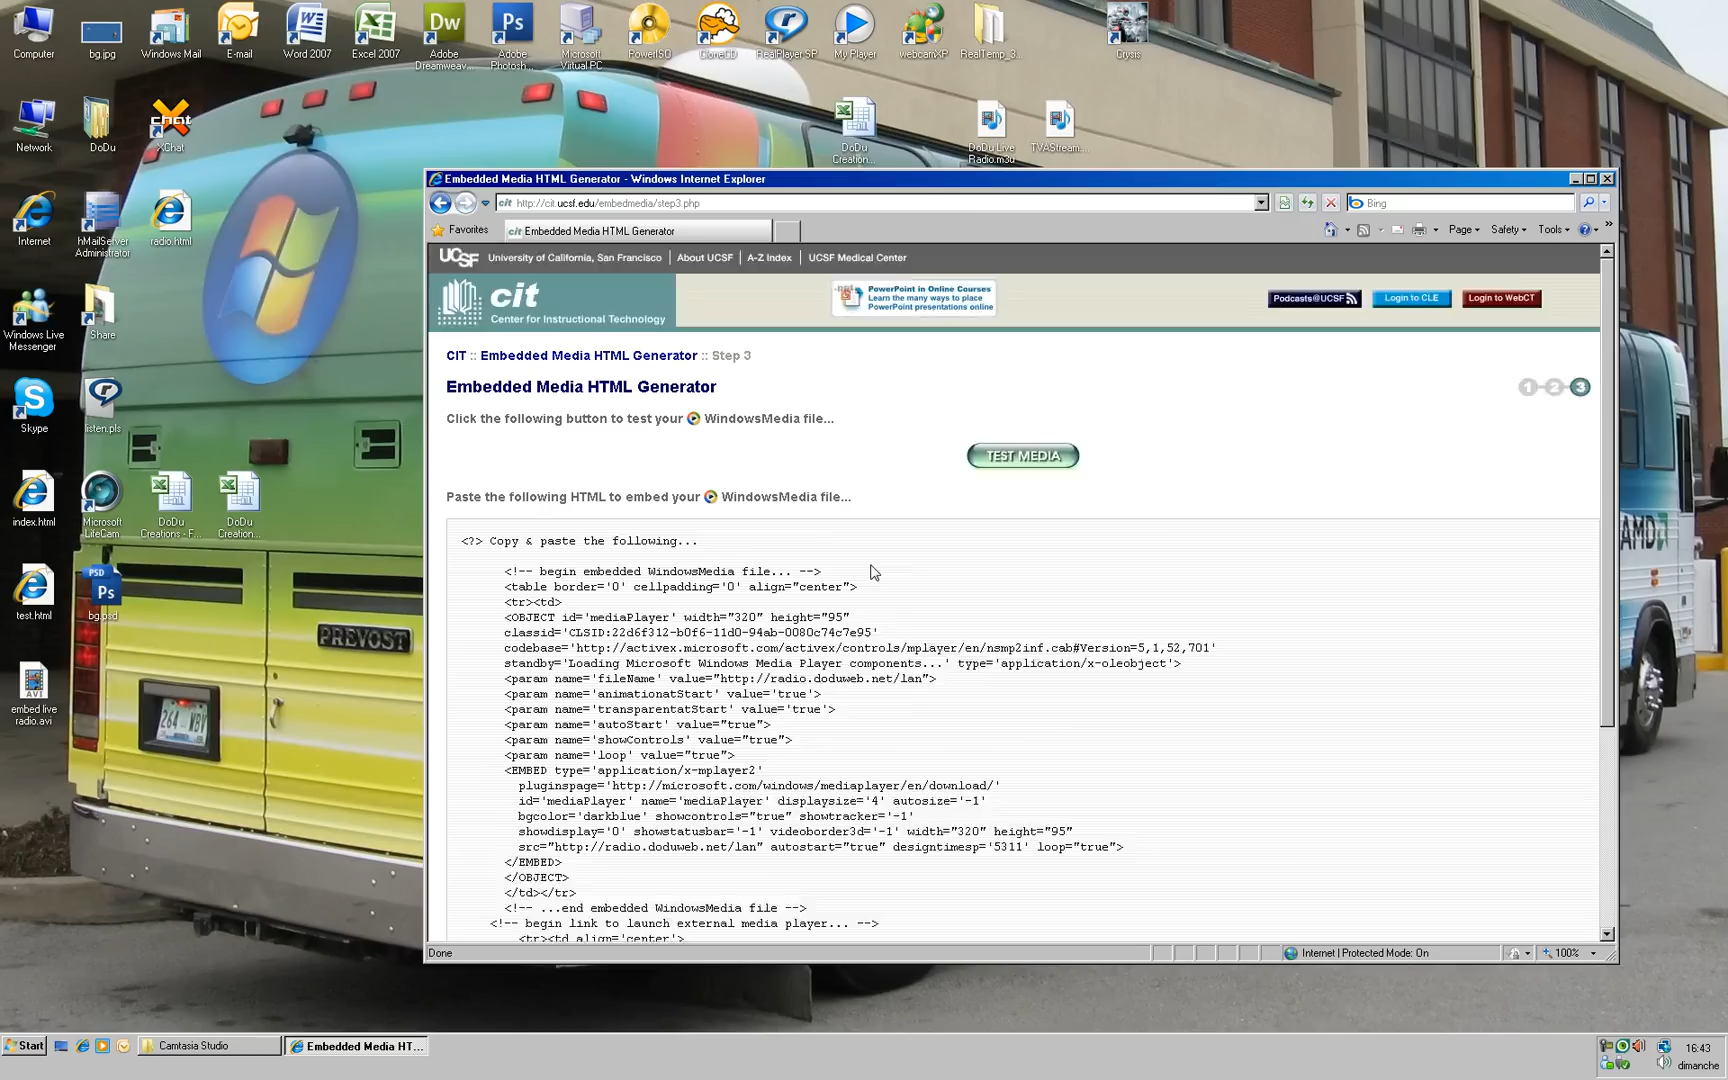 Computer
bg.jpg
Windows Mail
E-mail
Word 2007
Excel 2007
Adobe Dreamweav...
Adobe Photosh...
Microsoft Virtual PC
PowerISO
CloneCD
RealPlayer SP
My Player
webcamXP
RealTemp_3...
Crysis
Network
DoDu
XChat
DoDu Creation...
DoDu Live Radio.m3u
TVAStream...
Internet
hMailServer Administrator
radio.html
Windows Live Messenger
Share
Skype
listen.pls
index.html
Microsoft LifeCam
DoDu Creations - F...
DoDu Creation...
test.html
bg.psd
embed live radio.avi
PREVOST
AMD
Embedded Media HTML Generator - Windows Internet Explorer
http://cit.ucsf.edu/embedmedia/step3.php
Bing
Favorites
Embedded Media HTML Generator
Page
Safety
Tools
UCSF University of California, San Francisco | About UCSF | A-Z Index | UCSF Medical Center
cit
Center for Instructional Technology
PowerPoint in Online Courses
Learn the many ways to place
PowerPoint presentations online
Podcasts@UCSF
Login to CLE
Login to WebCT
CIT :: Embedded Media HTML Generator :: Step 3
Embedded Media HTML Generator
1 2 3
Click the following button to test your WindowsMedia file...
TEST MEDIA
Paste the following HTML to embed your WindowsMedia file...
<?> Copy & paste the following...
<!-- begin embedded WindowsMedia file... -->
<table border='0' cellpadding='0' align="center">
<tr><td>
<OBJECT id='mediaPlayer' width="320" height="95"
classid='CLSID:22d6f312-b0f6-11d0-94ab-0080c74c7e95'
codebase='http://activex.microsoft.com/activex/controls/mplayer/en/nsmp2inf.cab#Version=5,1,52,701'
standby='Loading Microsoft Windows Media Player components...' type='application/x-oleobject'>
<param name='fileName' value="http://radio.doduweb.net/lan">
<param name='animationatStart' value='true'>
<param name='transparentatStart' value='true'>
<param name='autoStart' value="true">
<param name='showControls' value="true">
<param name='loop' value="true">
<EMBED type='application/x-mplayer2'
pluginspage='http://microsoft.com/windows/mediaplayer/en/download/'
id='mediaPlayer' name='mediaPlayer' displaysize='4' autosize='-1'
bgcolor='darkblue' showcontrols="true" showtracker='-1'
showdisplay='0' showstatusbar='-1' videoborder3d='-1' width="320" height="95"
src="http://radio.doduweb.net/lan" autostart="true" designtimesp='5311' loop="true">
</EMBED>
</OBJECT>
</td></tr>
<!-- ...end embedded WindowsMedia file -->
<!-- begin link to launch external media player... -->
<tr><td align='center'>
Done
Internet | Protected Mode: On
100%
Start
Camtasia Studio
Embedded Media HT...
16:43
dimanche